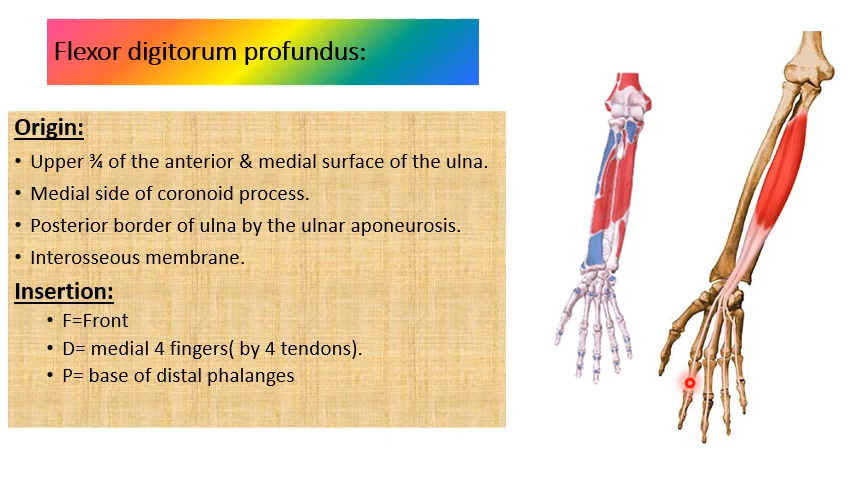 Flexor digitorum profundus:
Origin:
• Upper ¾ of the anterior & medial surface of the ulna.
• Medial side of coronoid process.
• Posterior border of ulna by the ulnar aponeurosis.
• Interosseous membrane.
Insertion:
• F=Front
• D= medial 4 fingers( by 4 tendons).
• P= base of distal phalanges